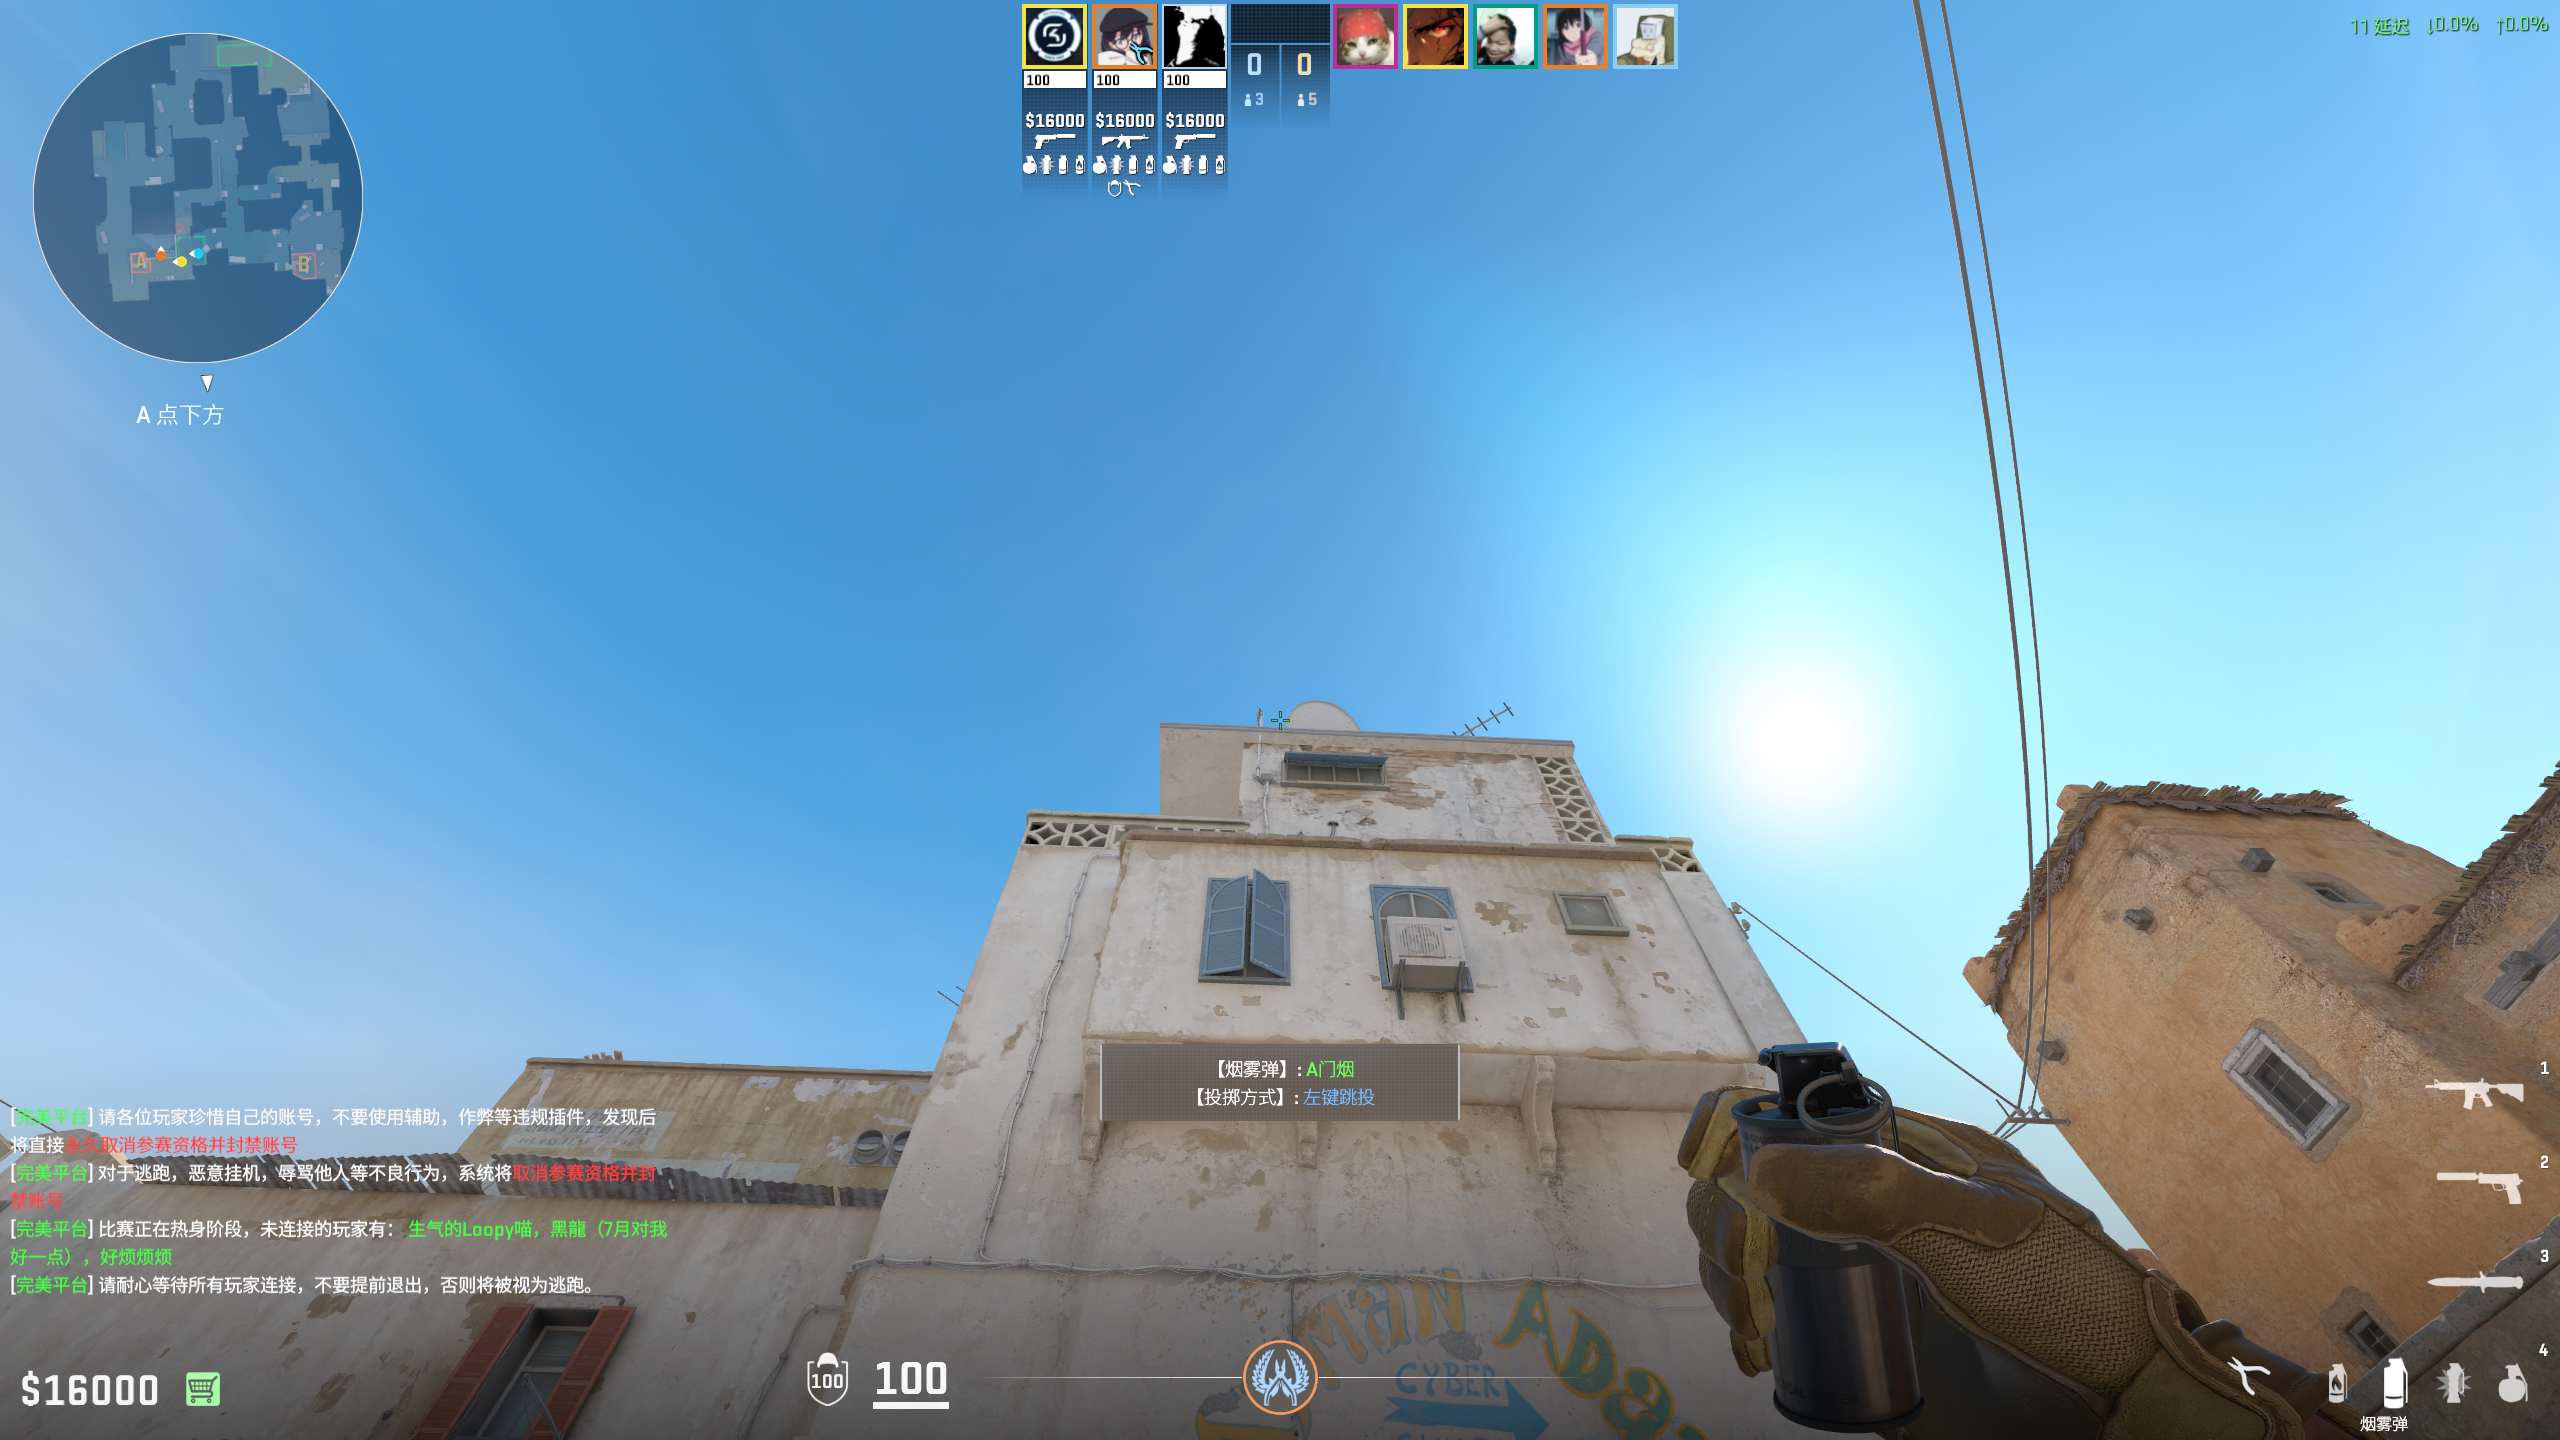 11 延迟 ↓0.0% ↑0.0%
100 100 100
0 0
3 5
$16000 $16000 $16000
A B
A 点下方
【烟雾弹】: A门烟
【投掷方式】: 左键跳投
[完美平台] 请各位玩家珍惜自己的账号，不要使用辅助，作弊等违规插件，发现后
将直接永久取消参赛资格并封禁账号
[完美平台] 对于逃跑，恶意挂机，辱骂他人等不良行为，系统将取消参赛资格并封
禁账号
[完美平台] 比赛正在热身阶段，未连接的玩家有： 生气的Loopy喵，黑龍（7月对我
好一点），好烦烦烦
[完美平台] 请耐心等待所有玩家连接，不要提前退出，否则将被视为逃跑。
MAN ADS
CYBER
1
2
3
4
$16000
100
100
烟雾弹